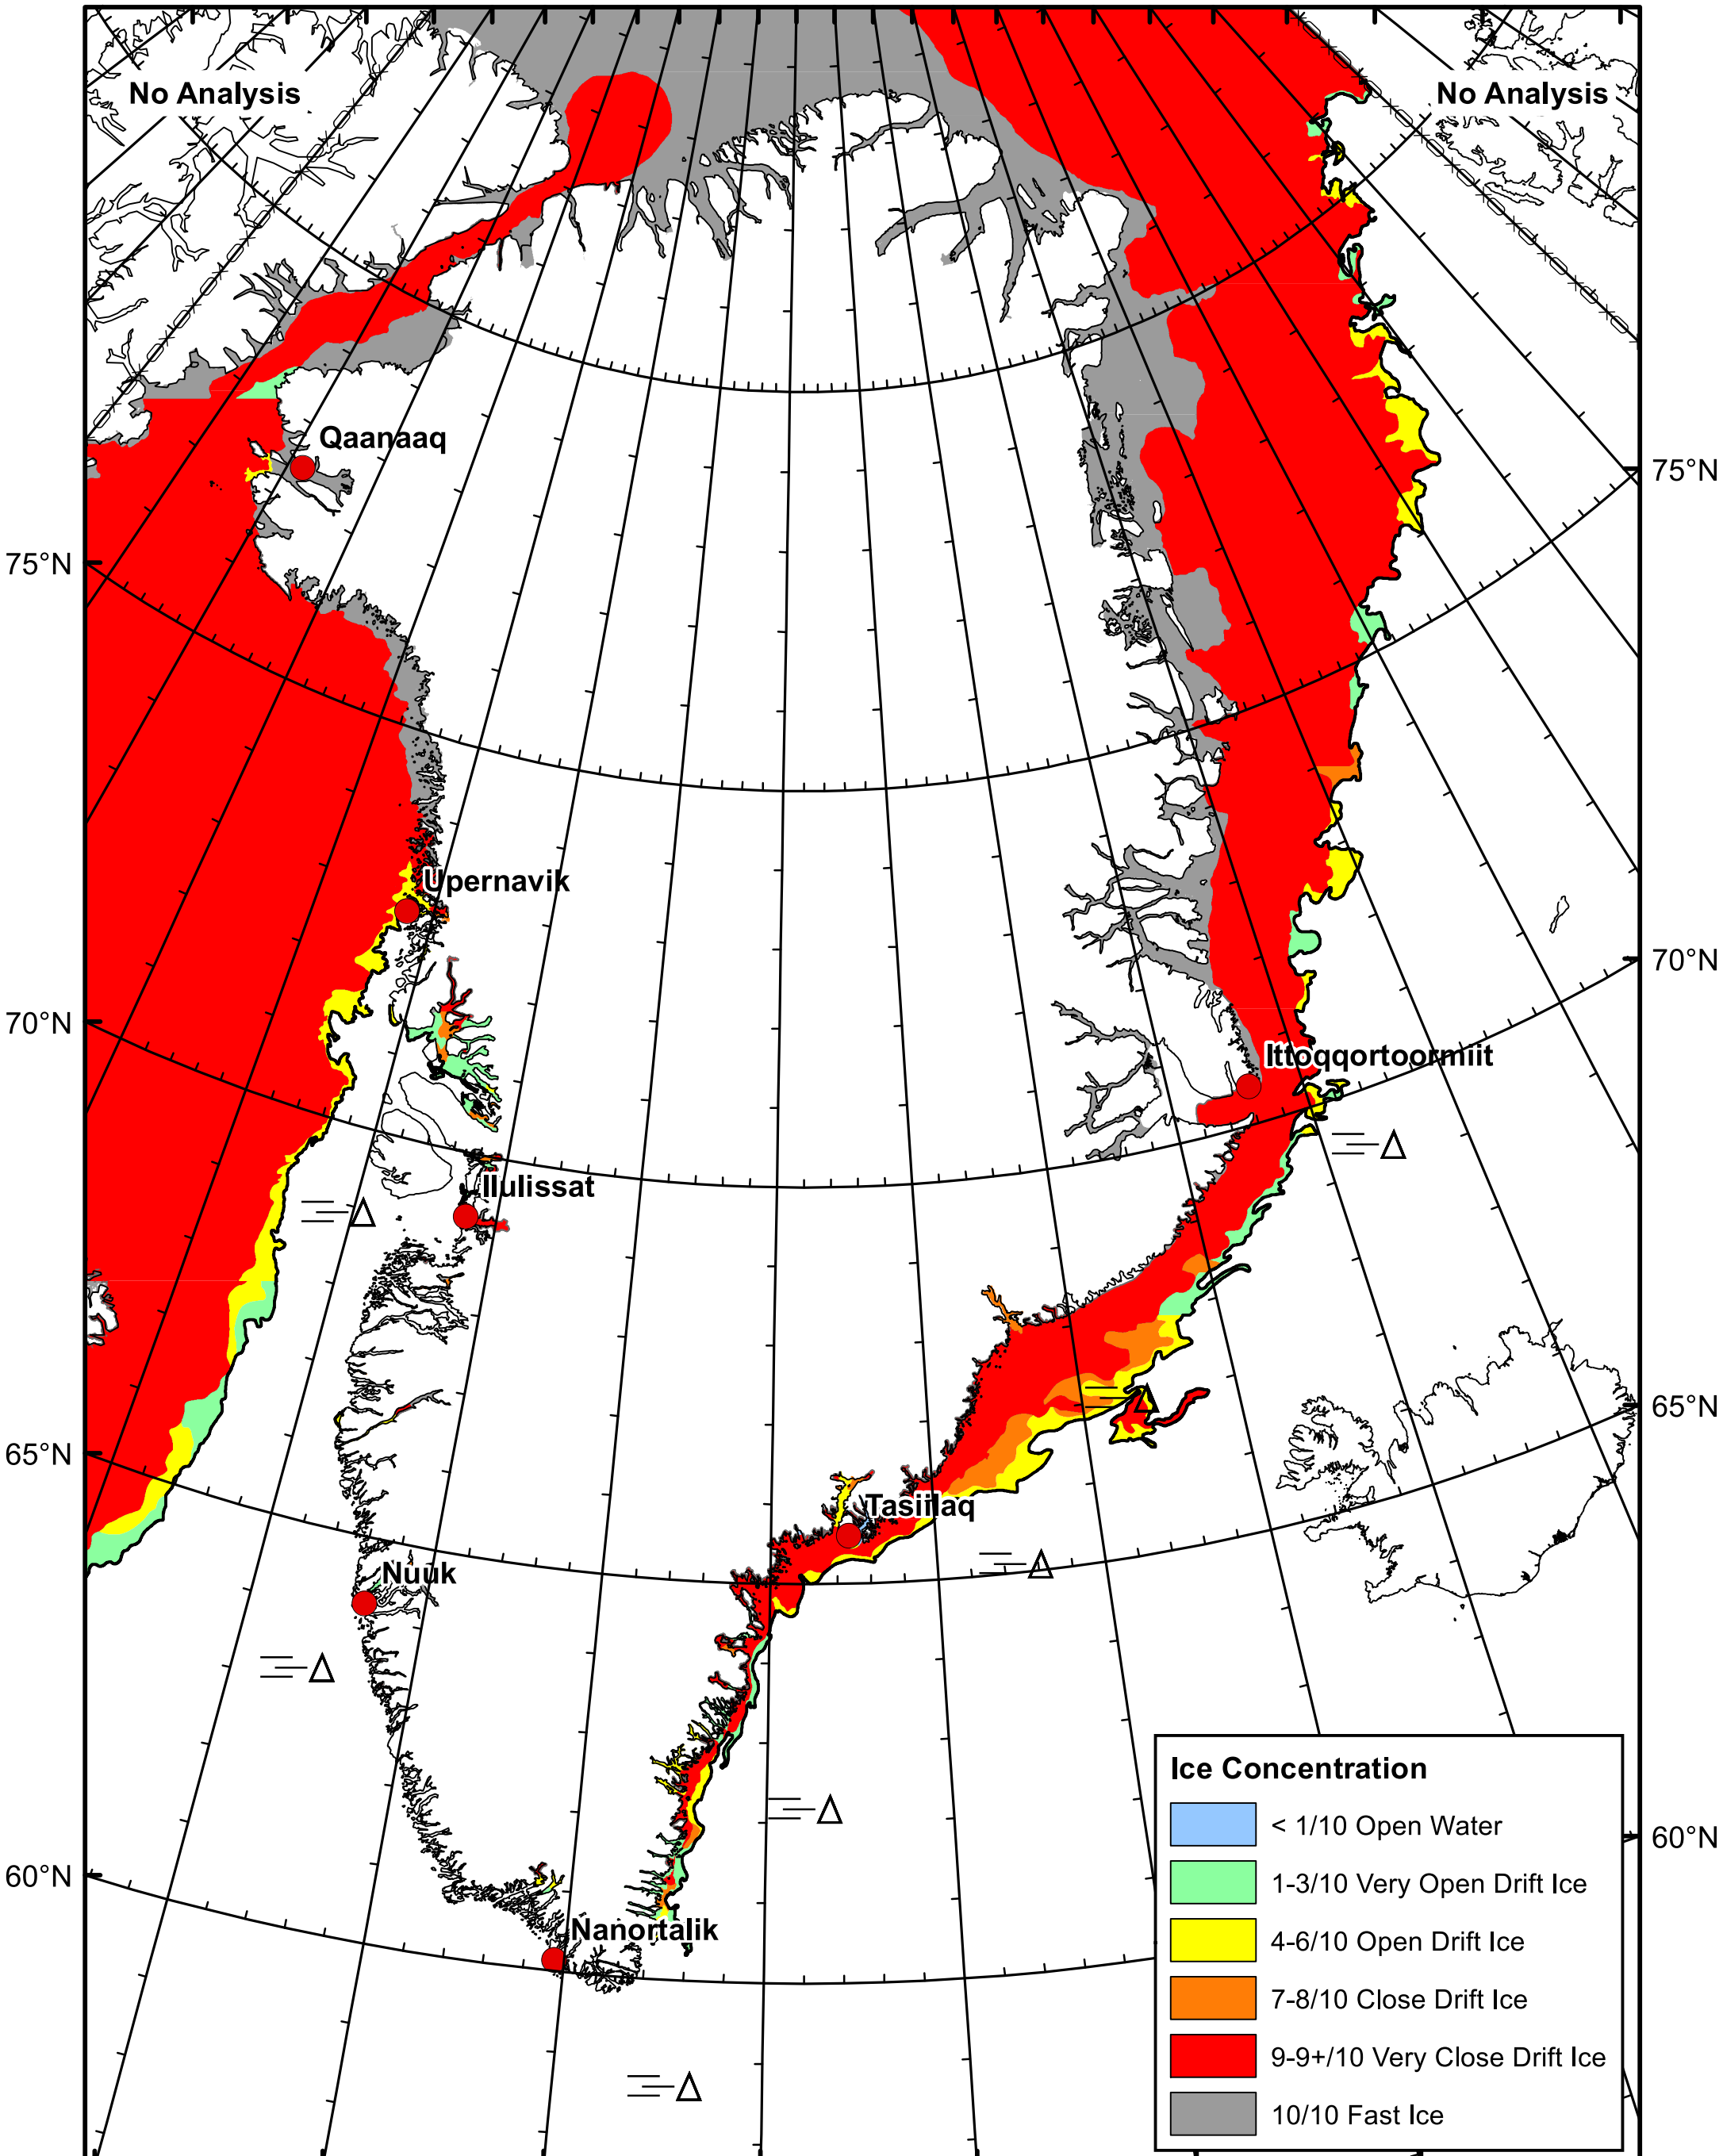 No Analysis
No Analysis
Qaanaaq
75°N
75°N
Upernavik
70°N
70°N
Ittoqqortoormiit
Ilulissat
65°N
65°N
Tasiilaq
Nuuk
60°N
60°N
Nanortalik
Ice Concentration
< 1/10 Open Water
1-3/10 Very Open Drift Ice
4-6/10 Open Drift Ice
7-8/10 Close Drift Ice
9-9+/10 Very Close Drift Ice
10/10 Fast Ice